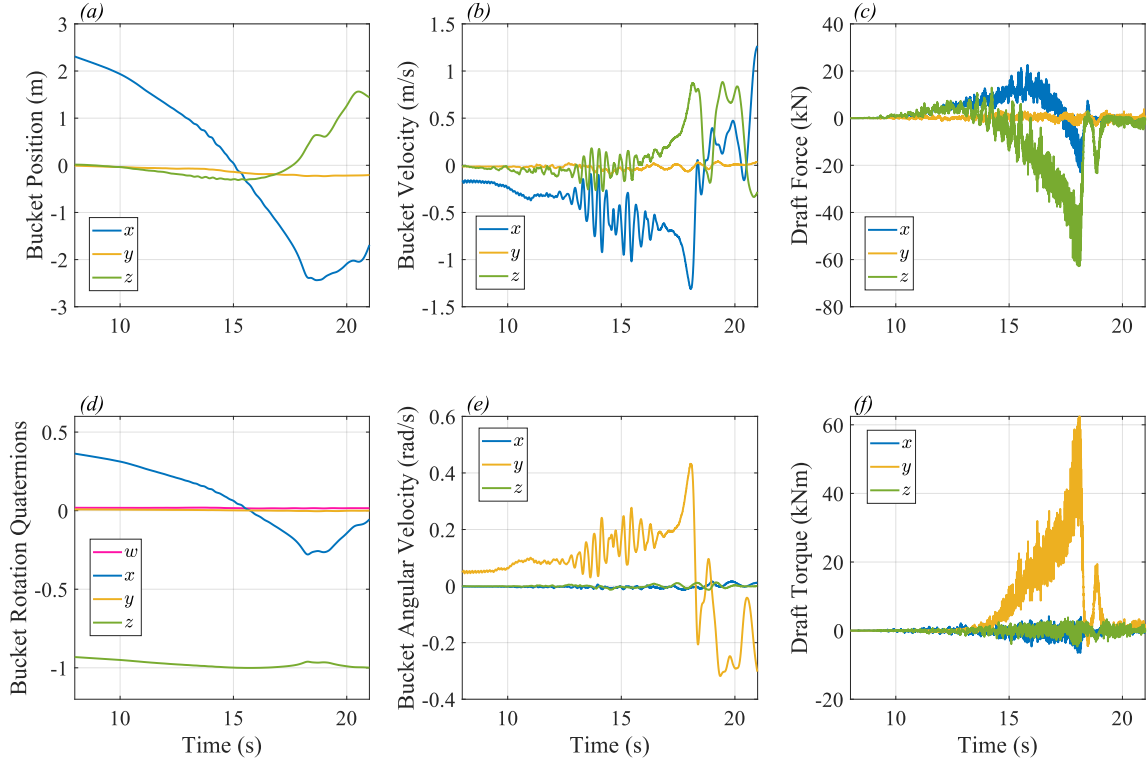 (a)
3
2
1
0
-1
-2
-3
10
15
20
Bucket Position (m)
x
y
z
(b)
1.5
1
0.5
0
-0.5
-1
-1.5
10
15
20
Bucket Velocity (m/s)
x
y
z
(c)
40
20
0
-20
-40
-60
-80
10
15
20
Draft Force (kN)
x
y
z
(d)
0.5
0
-0.5
-1
10
15
20
Bucket Rotation Quaternions
w
x
y
z
Time (s)
(e)
0.6
0.4
0.2
0
-0.2
-0.4
10
15
20
Bucket Angular Velocity (rad/s)
x
y
z
Time (s)
(f)
60
40
20
0
-20
10
15
20
Draft Torque (kNm)
x
y
z
Time (s)